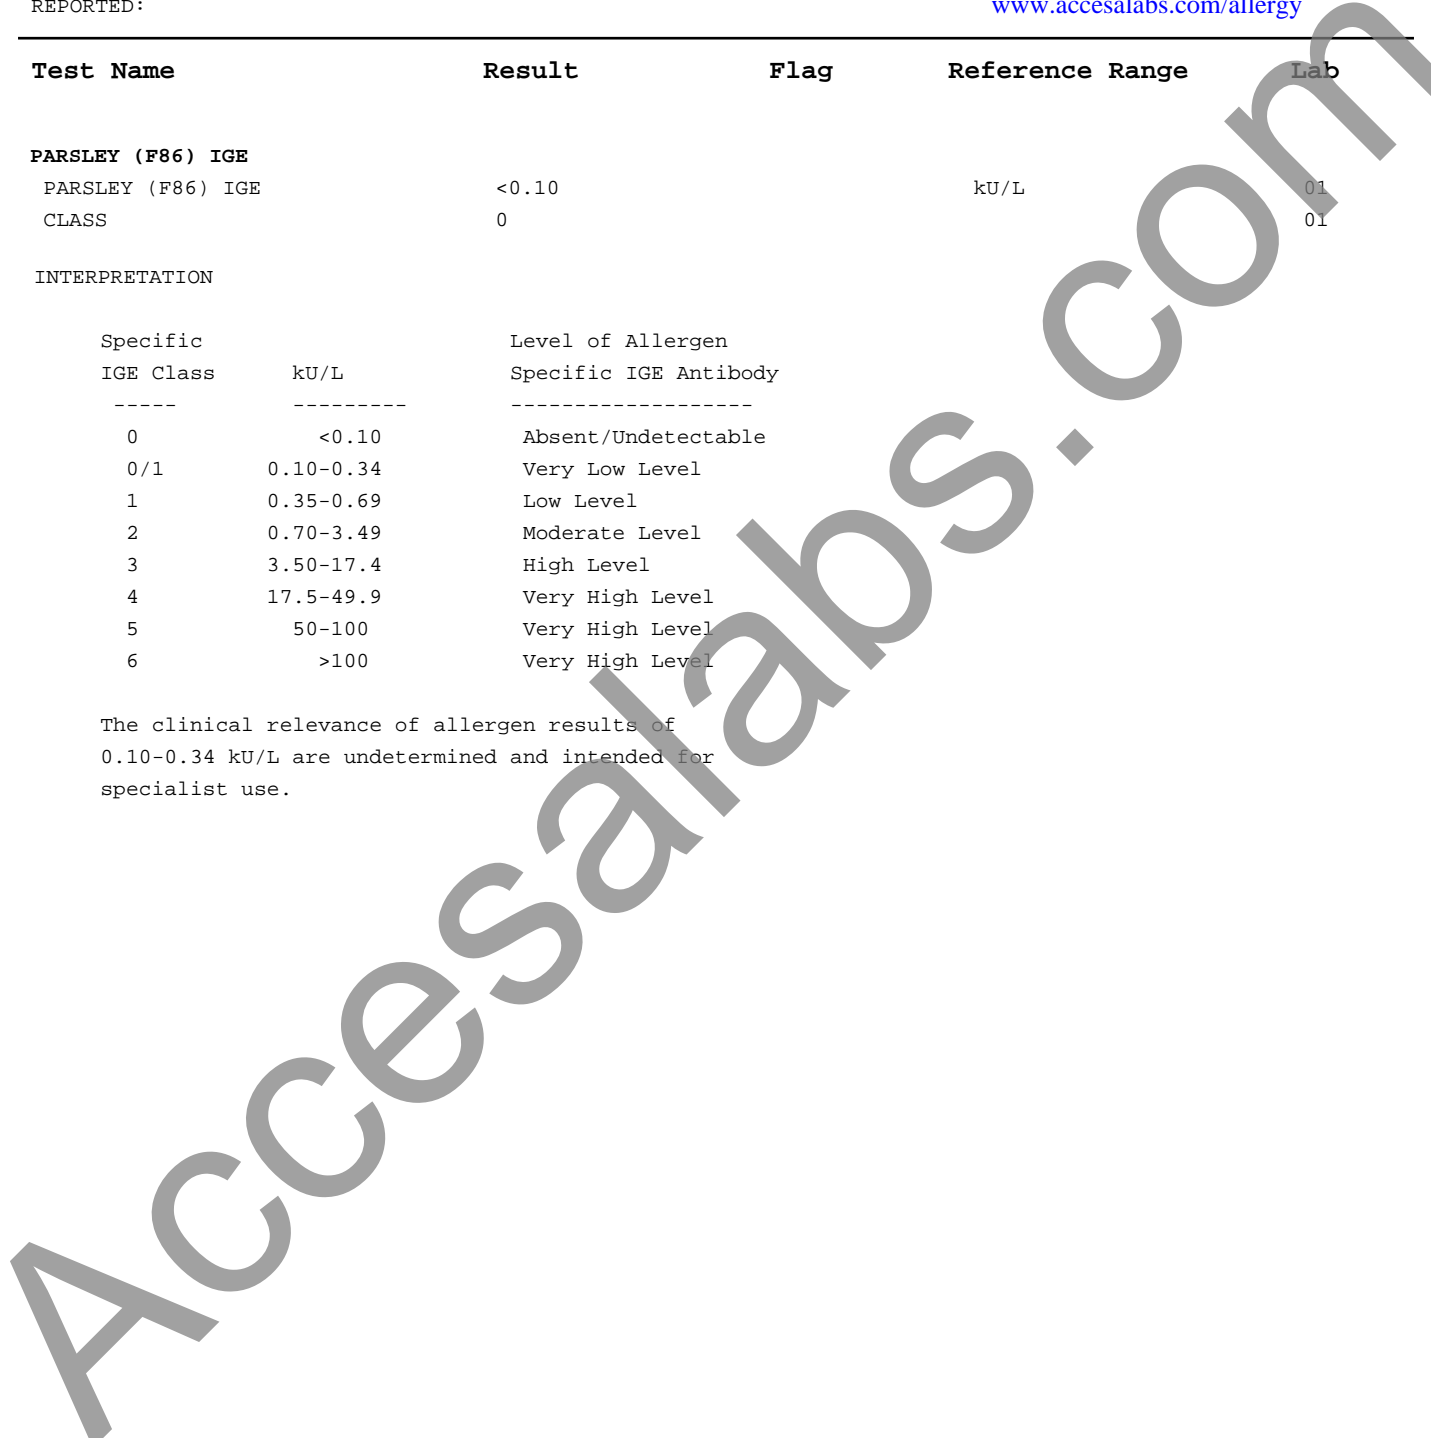 REPORTED: www.accesalabs.com/allergy
Test Name Result Flag Reference Range Lab
PARSLEY (F86) IGE
PARSLEY (F86) IGE <0.10 kU/L 01
CLASS 0 01
INTERPRETATION
Specific Level of Allergen
IGE Class kU/L Specific IGE Antibody
----- --------- -------------------
0 <0.10 Absent/Undetectable
0/1 0.10-0.34 Very Low Level
1 0.35-0.69 Low Level
2 0.70-3.49 Moderate Level
3 3.50-17.4 High Level
4 17.5-49.9 Very High Level
5 50-100 Very High Level
6 >100 Very High Level
The clinical relevance of allergen results of
0.10-0.34 kU/L are undetermined and intended for
specialist use.
Accesalabs.com